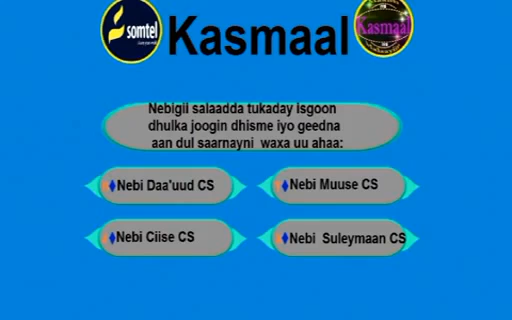 somtel
Kasmaal
Kasmaal
Nebigii salaadda tukaday isgoon
dhulka joogin dhisme iyo geedna
an dul saarnayni waxa uu ahaa:
Nebi Daa'uud CS
Nebi Muuse CS
Nebi Ciise CS
Nebi Suleymaan CS